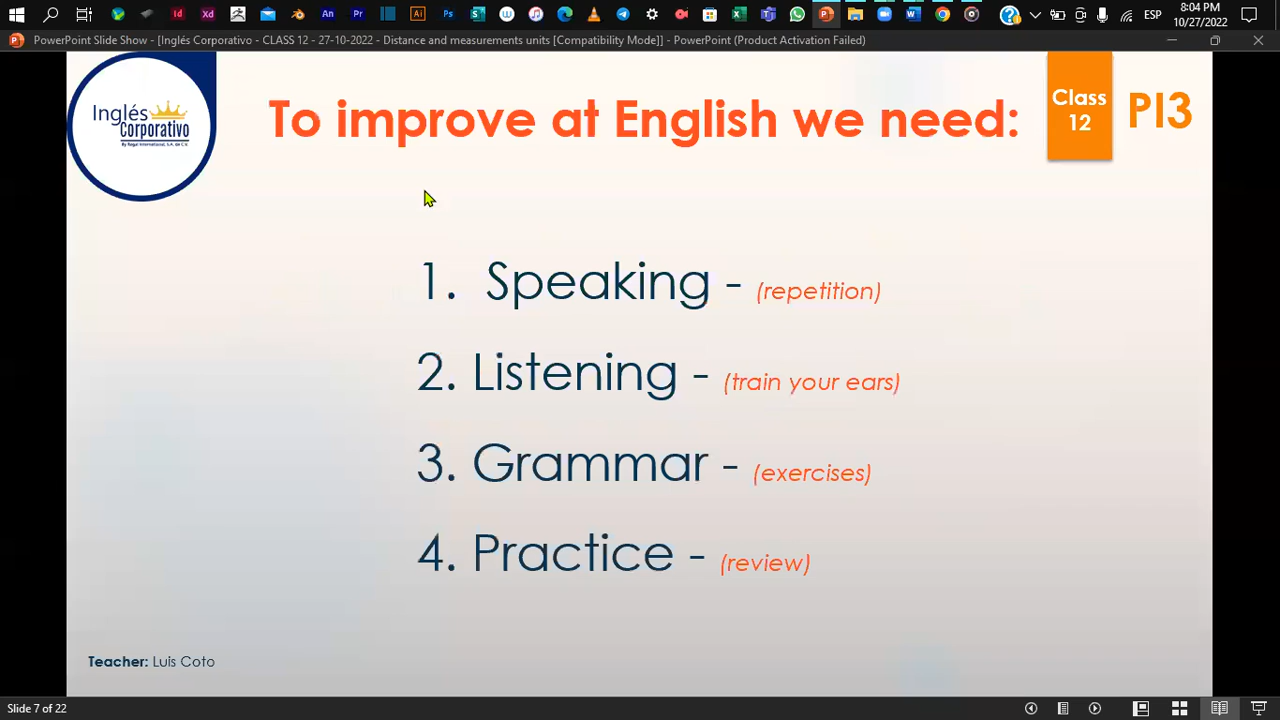 8:04 PM
ESP
10/27/2022
PowerPoint Slide Show - [Inglés Corporativo - CLASS 12 - 27-10-2022 - Distance and measurements units [Compatibility Mode]] - PowerPoint (Product Activation Failed)
Inglés
Corporativo
By Regal International, S.A. de C.V.
To improve at English we need:
Class
12
PI3
1. Speaking - (repetition)
2. Listening - (train your ears)
3. Grammar - (exercises)
4. Practice - (review)
Teacher: Luis Coto
Slide 7 of 22